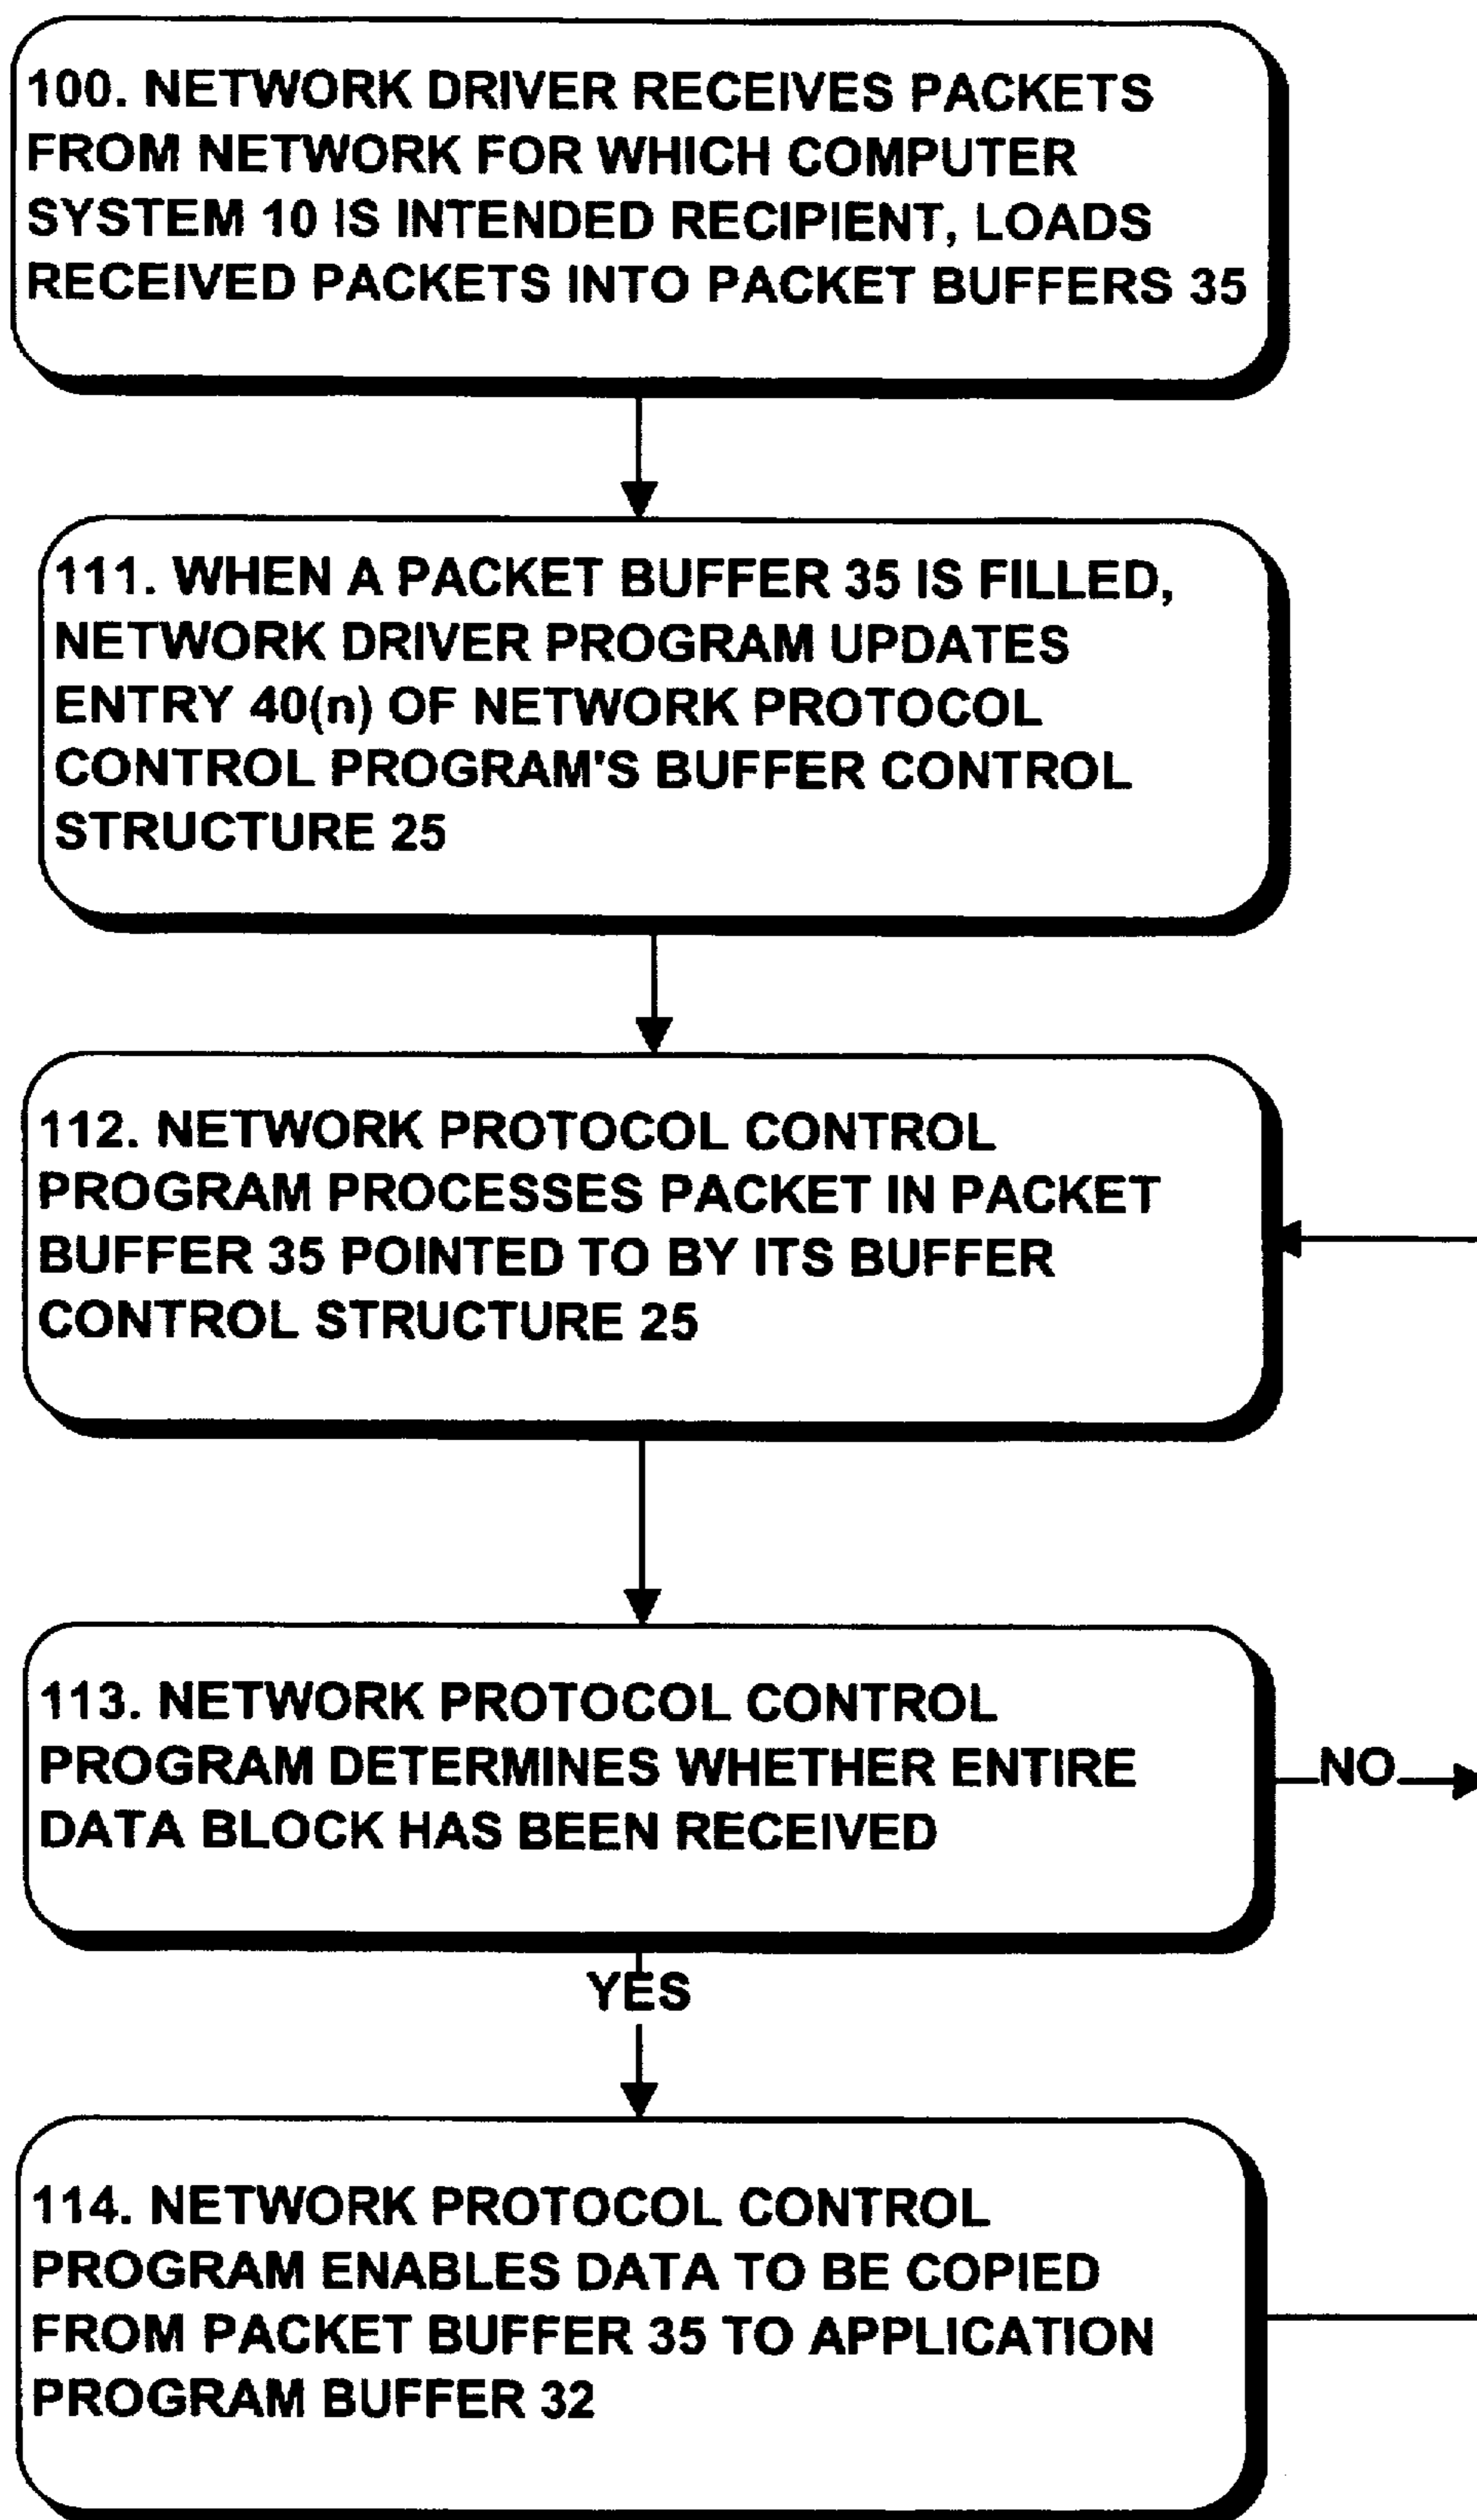 100. NETWORK DRIVER RECEIVES PACKETS
FROM NETWORK FOR WHICH COMPUTER
SYSTEM 10 IS INTENDED RECIPIENT, LOADS
RECEIVED PACKETS INTO PACKET BUFFERS 35
111. WHEN A PACKET BUFFER 35 IS FILLED,
NETWORK DRIVER PROGRAM UPDATES
ENTRY 40(n) OF NETWORK PROTOCOL
CONTROL PROGRAM'S BUFFER CONTROL
STRUCTURE 25
112. NETWORK PROTOCOL CONTROL
PROGRAM PROCESSES PACKET IN PACKET
BUFFER 35 POINTED TO BY ITS BUFFER
CONTROL STRUCTURE 25
113. NETWORK PROTOCOL CONTROL
PROGRAM DETERMINES WHETHER ENTIRE
DATA BLOCK HAS BEEN RECEIVED
NO
YES
114. NETWORK PROTOCOL CONTROL
PROGRAM ENABLES DATA TO BE COPIED
FROM PACKET BUFFER 35 TO APPLICATION
PROGRAM BUFFER 32